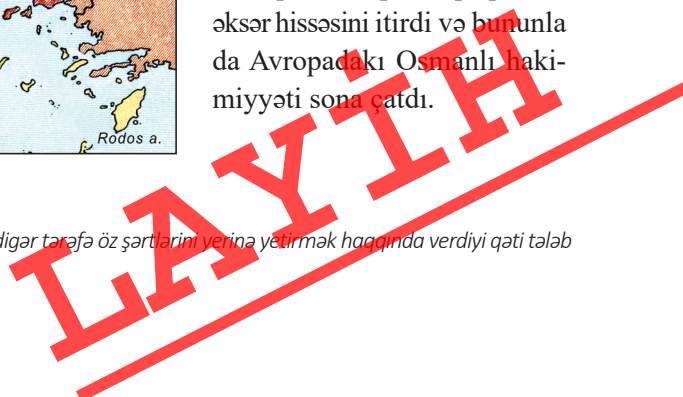 əksər hissəsini itirdi və bununla
da Avropadakı Osmanlı haki-
miyyəti sona çatdı.
Rodos a.
digər tərəfə öz şərtlərini yerinə yetirmək haqqında verdiyi qəti tələb
LAYİH